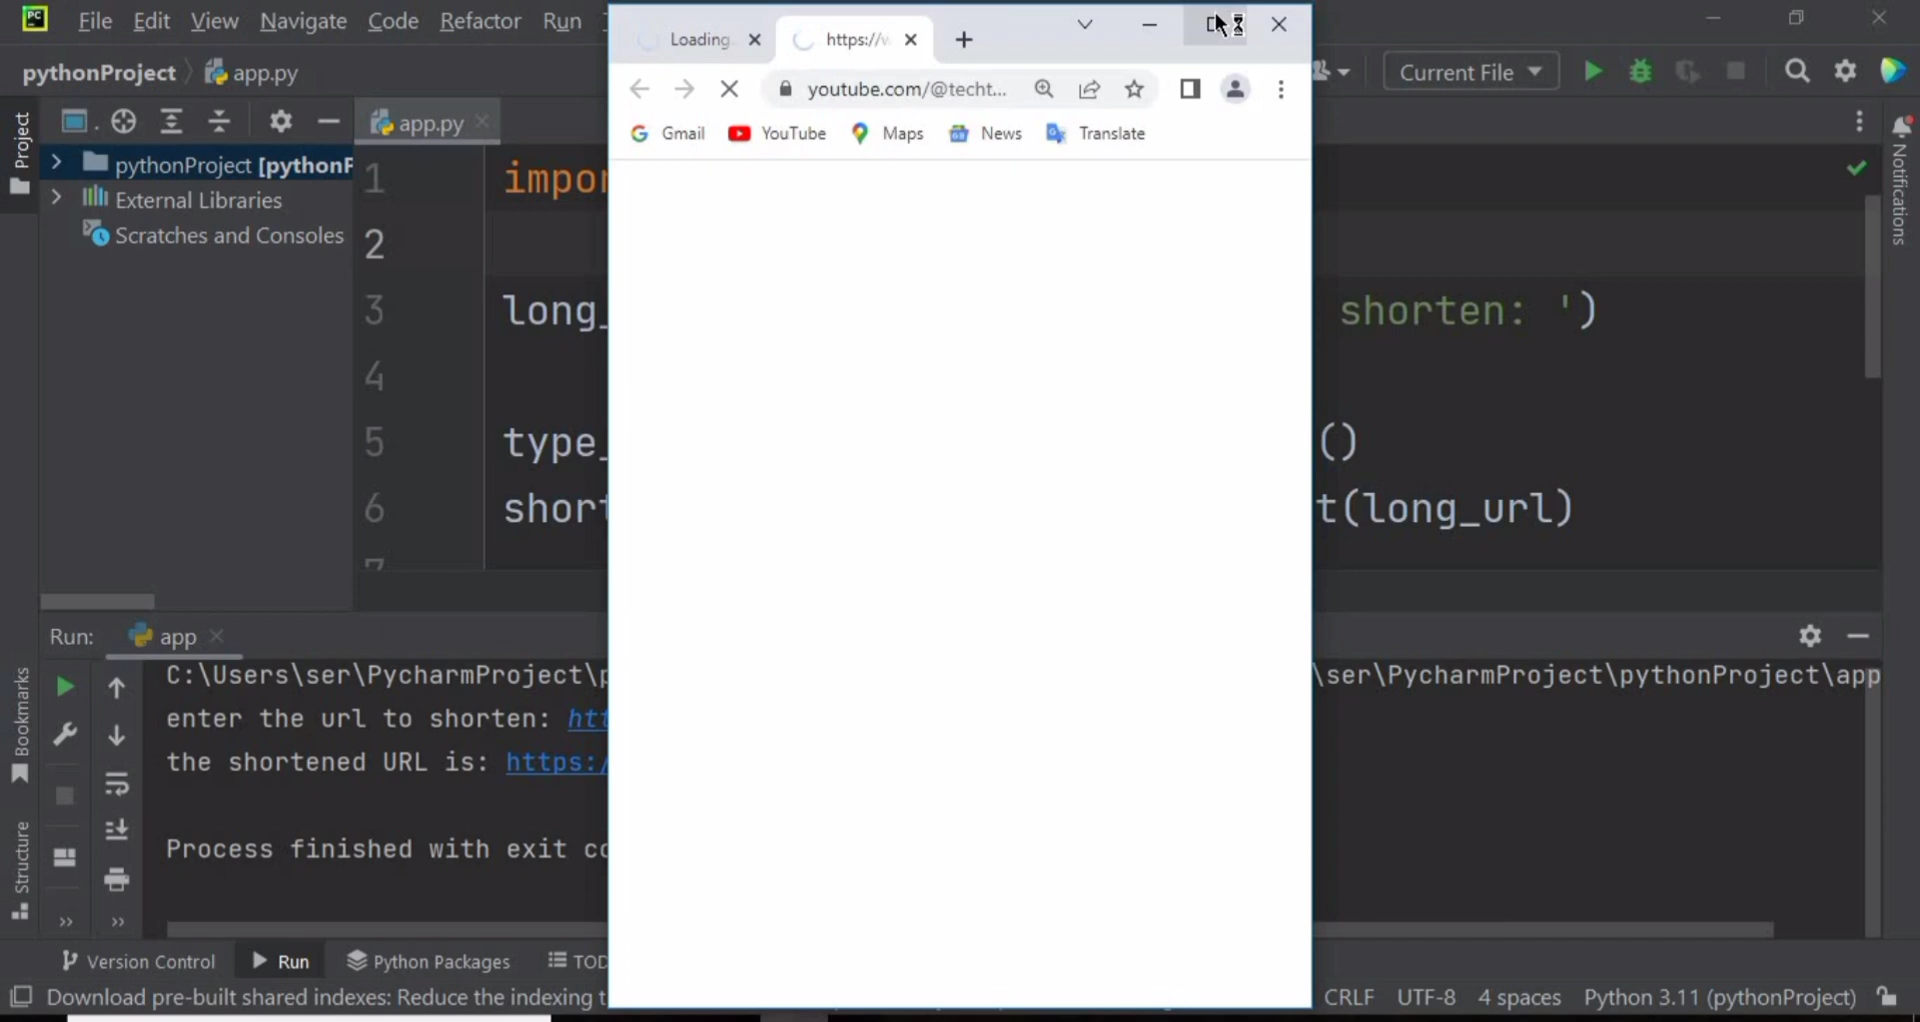 PC File Edit View Navigate Code Refactor Run
pythonProject app.py
Current File
Project
app.py
pythonProject [pythonP
External Libraries
Scratches and Consoles
1 impor
2
3 long_ shorten: ')
4
5 type_ ()
6 short t(long_url)
7
Loading
https://w
youtube.com/@techt...
Gmail YouTube Maps News Translate
Notifications
Run: app
C:\Users\ser\PycharmProject\p \ser\PycharmProject\pythonProject\app
enter the url to shorten: htt
the shortened URL is: https:/
Process finished with exit co
Bookmarks
Structure
Version Control Run Python Packages TOD
Download pre-built shared indexes: Reduce the indexing t CRLF UTF-8 4 spaces Python 3.11 (pythonProject)